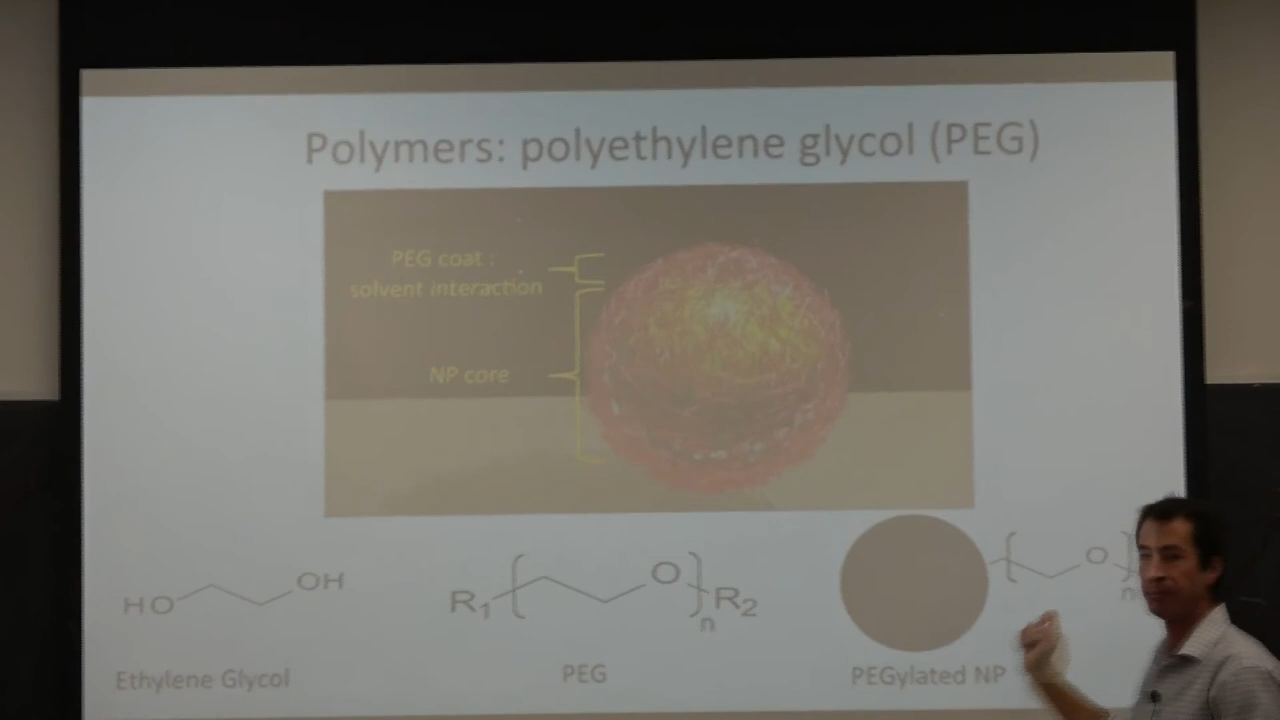 Polymers: polyethylene glycol (PEG)
PEG coat :
solvent interaction
NP core
HO
OH
R1
O
n
R2
O
n
Ethylene Glycol
PEG
PEGylated NP